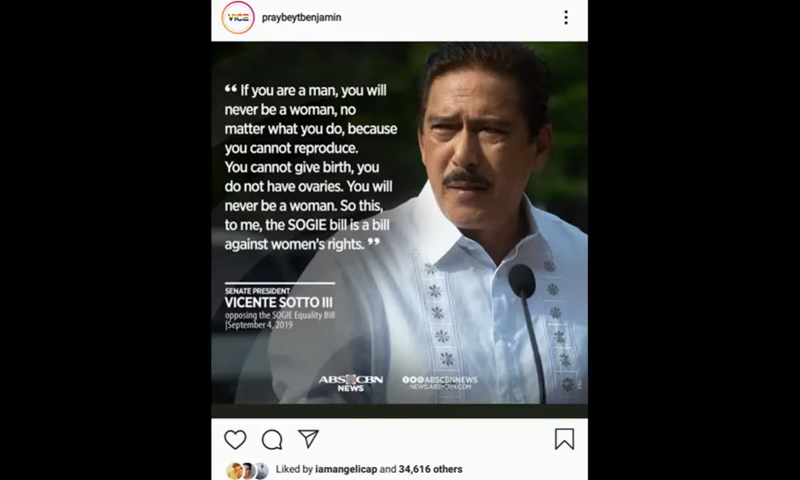 VICE
praybeytbenjamin
“ If you are a man, you will
never be a woman, no
matter what you do, because
you cannot reproduce.
You cannot give birth, you
do not have ovaries. You will
never be a woman. So this,
to me, the SOGIE bill is a bill
against women's rights. ”
SENATE PRESIDENT
VICENTE SOTTO III
opposing the SOGIE Equality Bill
|September 4, 2019
ABS CBN
NEWS
@ABSCBNNEWS
NEWS.ABS-CBN.COM
Liked by iamangelicap and 34,616 others